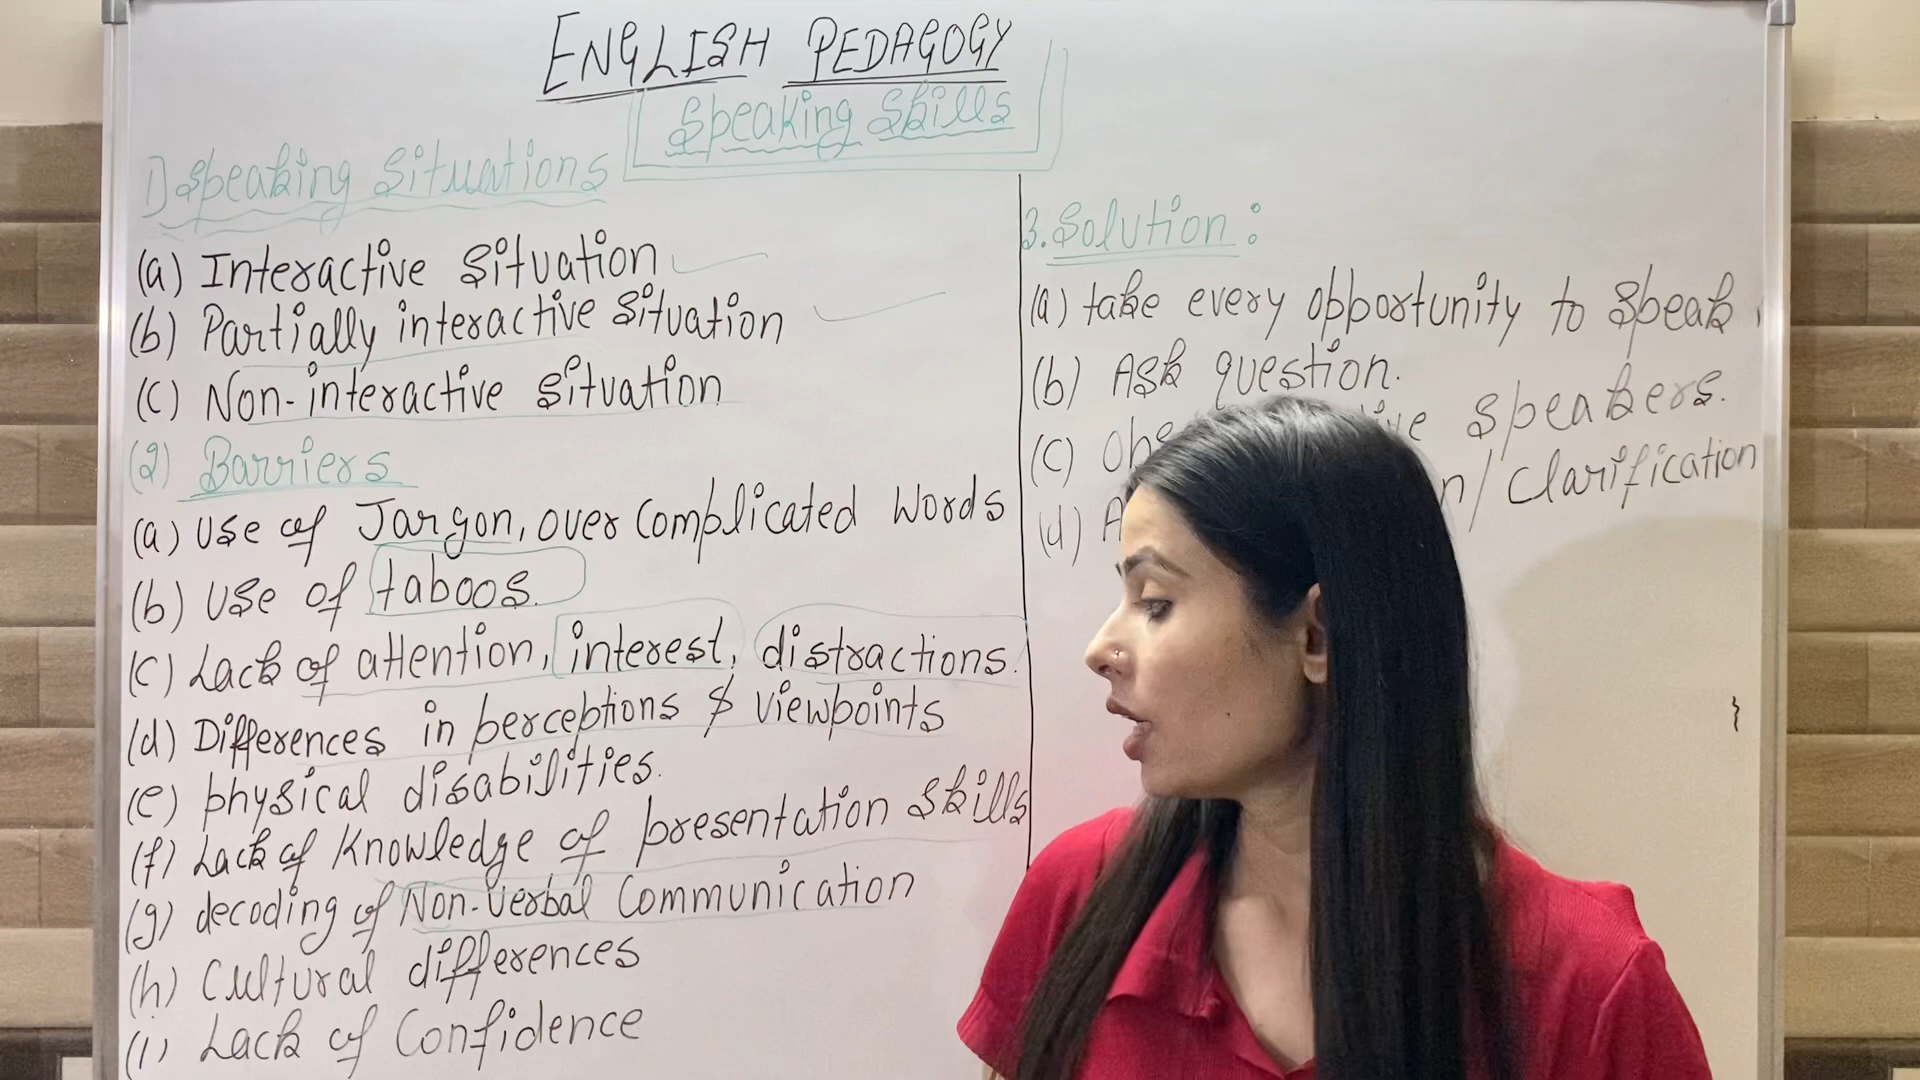 ENGLISH PEDAGOGY
Speaking Skills
1) Speaking Situations
(a) Interactive Situation
(b) Partially interactive Situation
(c) Non-interactive Situation
(2) Barriers
(a) Use of Jargon, over Complicated Words
(b) Use of taboos.
(c) Lack of attention, interest, distractions.
(d) Differences in perceptions & viewpoints
(e) physical disabilities.
(f) Lack of Knowledge of presentation Skills
(g) decoding of Non-Verbal Communication
(h) Cultural differences
(i) Lack of Confidence
3. Solution:
(a) take every opportunity to Speak.
(b) Ask question.
(c) Speakers.
(d) / Clarification